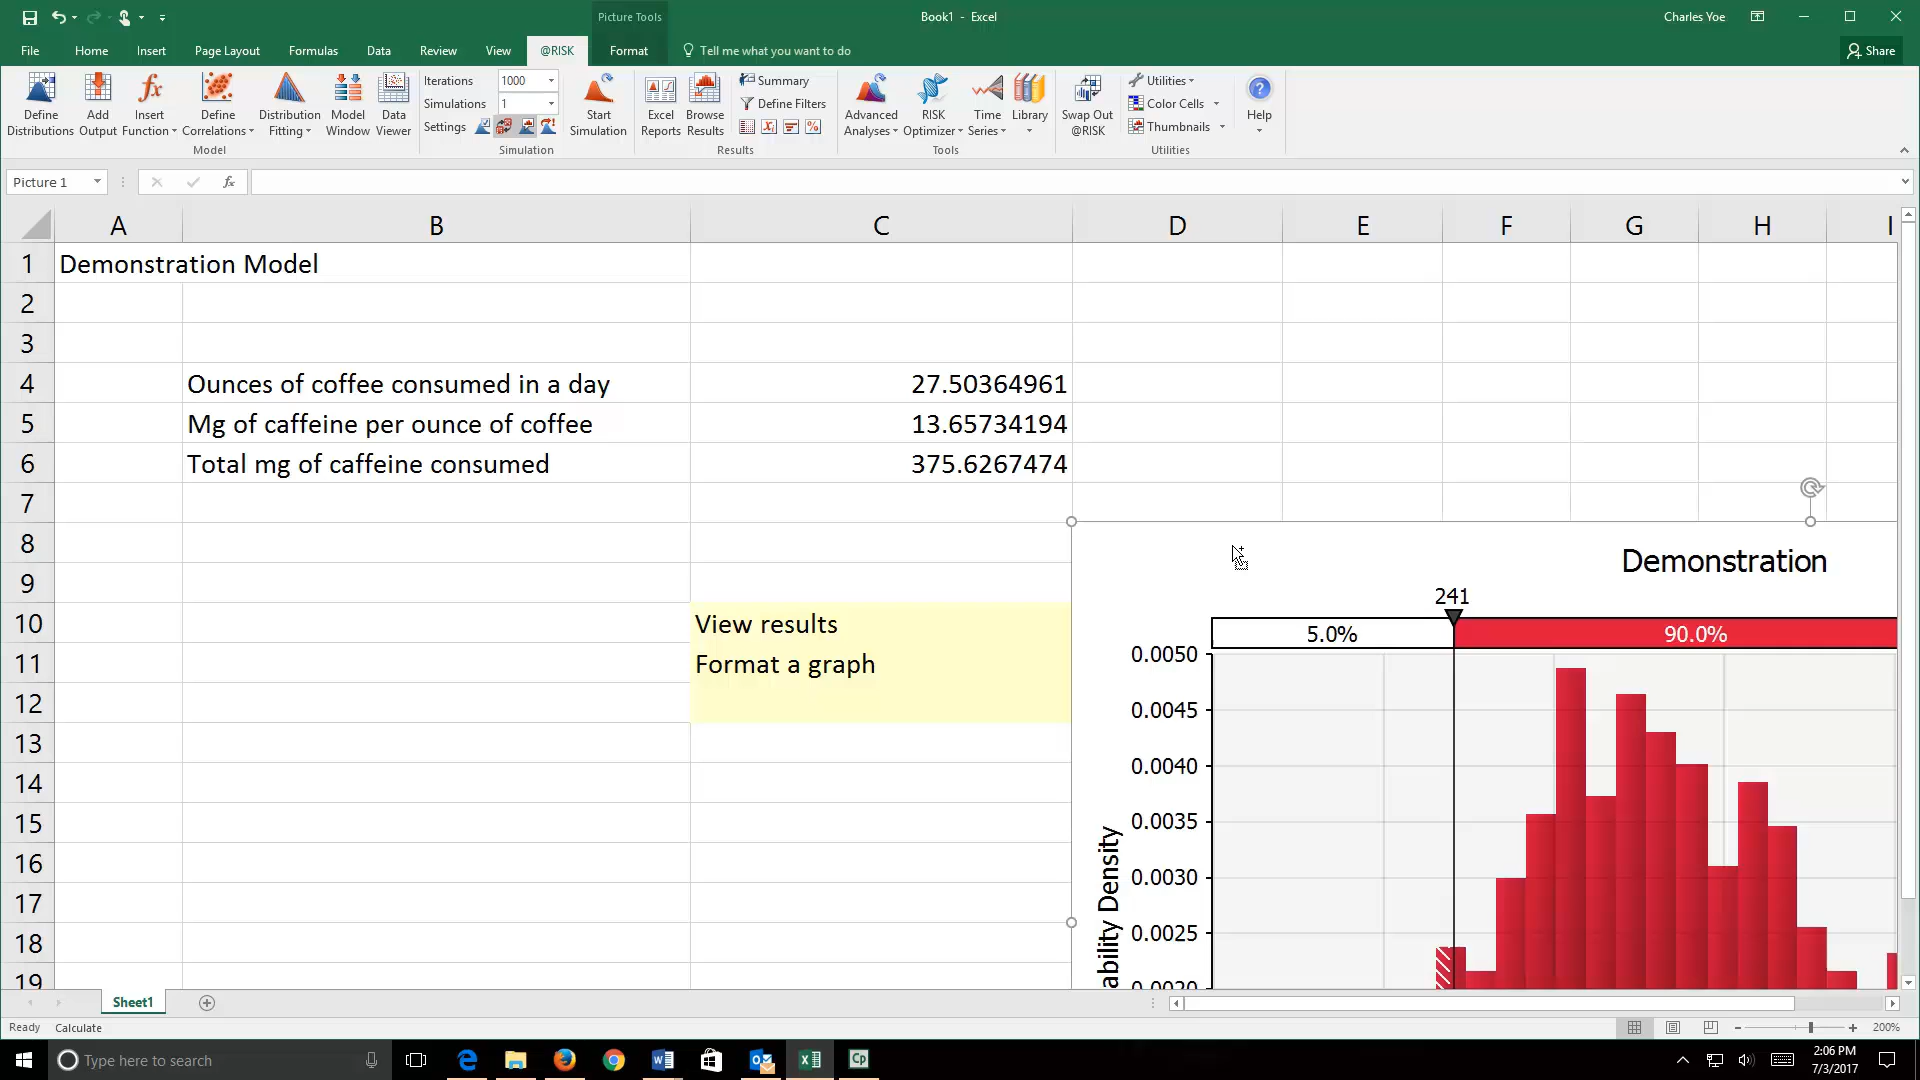 Picture Tools
Book1 - Excel
Charles Yoe
File Home Insert Page Layout Formulas Data Review View @RISK Format Tell me what you want to do Share
Define Distributions
Add Output
Insert Function
Define Correlations
Distribution Fitting
Model Window
Data Viewer
Model
Iterations 1000
Simulations 1
Settings
Start Simulation
Simulation
Excel Reports
Browse Results
Summary
Define Filters
Results
Advanced Analyses
RISK Optimizer
Time Series
Library
Tools
Swap Out @RISK
Utilities
Color Cells
Thumbnails
Utilities
Help
Picture 1
fx
A B C D E F G H I
1 Demonstration Model
2
3
4 Ounces of coffee consumed in a day 27.50364961
5 Mg of caffeine per ounce of coffee 13.65734194
6 Total mg of caffeine consumed 375.6267474
7
8
9
10 View results
11 Format a graph
12
13
14
15
16
17
18
19
Demonstration
241
5.0% 90.0%
0.0050
0.0045
0.0040
0.0035
0.0030
0.0025
0.0020
ability Density
Sheet1
Ready Calculate
200%
Type here to search
2:06 PM
7/3/2017